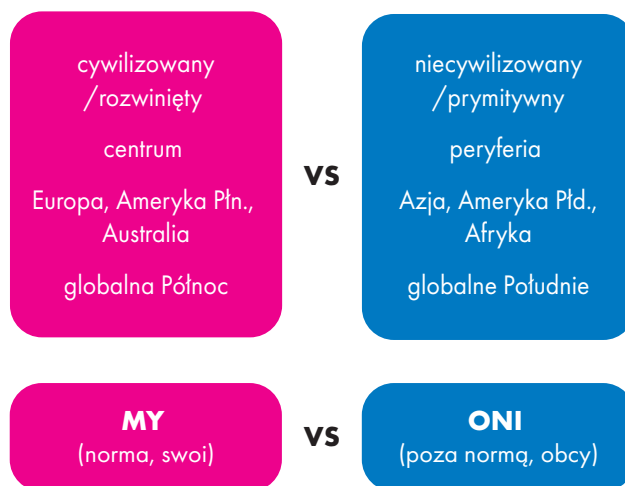 cywilizowany
/rozwinięty
centrum
Europa, Ameryka Płn.,
Australia
globalna Północ
vs
niecywilizowany
/prymitywny
peryferia
Azja, Ameryka Płd.,
Afryka
globalne Południe
MY
(norma, swoi)
vs
ONI
(poza normą, obcy)